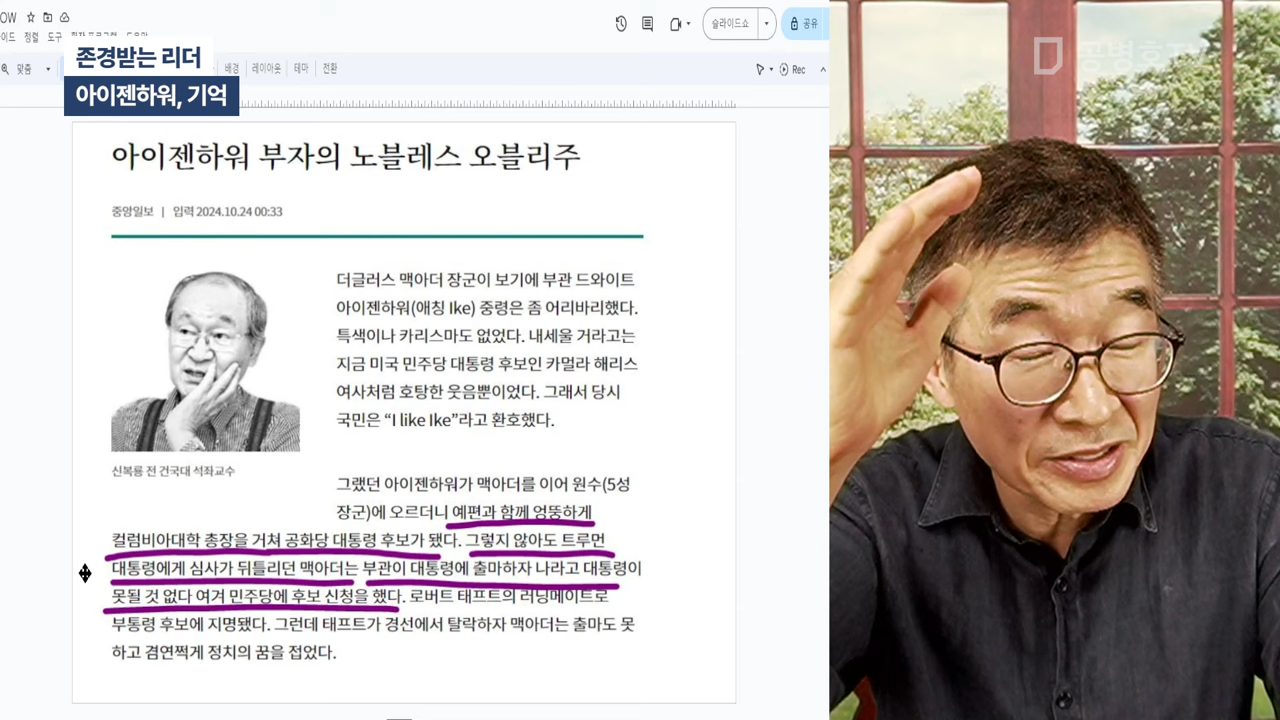 OW
슬라이드쇼
공유
이드 정렬 도구
존경받는 리더
아이젠하워, 기억
맞춤
배경 레이아웃 테마 전환
Rec
공병호TV
아이젠하워 부자의 노블레스 오블리주
중앙일보 | 입력 2024.10.24 00:33
더글러스 맥아더 장군이 보기에 부관 드와이트
아이젠하워(애칭 Ike) 중령은 좀 어리바리했다.
특색이나 카리스마도 없었다. 내세울 거라고는
지금 미국 민주당 대통령 후보인 카멀라 해리스
여사처럼 호탕한 웃음뿐이었다. 그래서 당시
국민은 “I like Ike”라고 환호했다.
신복룡 전 건국대 석좌교수
그랬던 아이젠하워가 맥아더를 이어 원수(5성
장군)에 오르더니 예편과 함께 엉뚱하게
컬럼비아대학 총장을 거쳐 공화당 대통령 후보가 됐다. 그렇지 않아도 트루먼
대통령에게 심사가 뒤틀리던 맥아더는 부관이 대통령에 출마하자 나라고 대통령이
못될 것 없다 여겨 민주당에 후보 신청을 했다. 로버트 태프트의 러닝메이트로
부통령 후보에 지명됐다. 그런데 태프트가 경선에서 탈락하자 맥아더는 출마도 못
하고 겸연쩍게 정치의 꿈을 접었다.